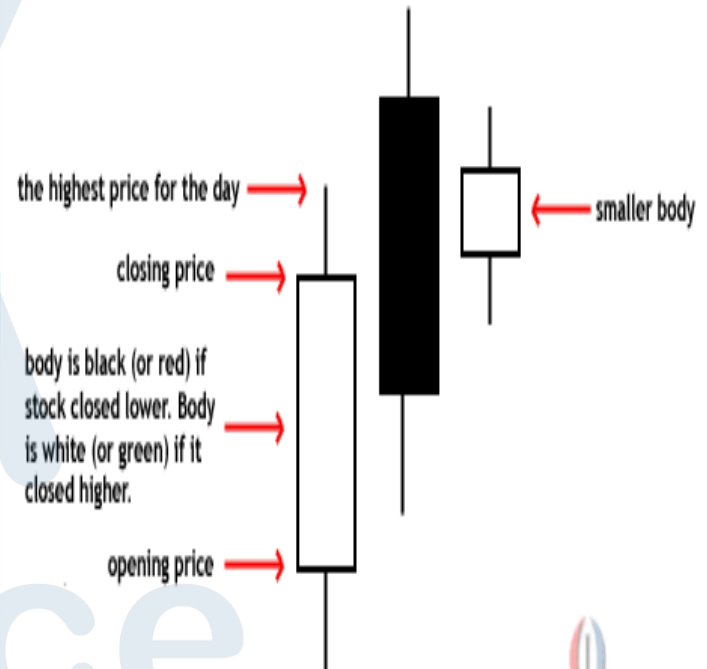 the highest price for the day
smaller body
closing price
body is black (or red) if
stock closed lower. Body
is white (or green) if it
closed higher.
opening price
ce